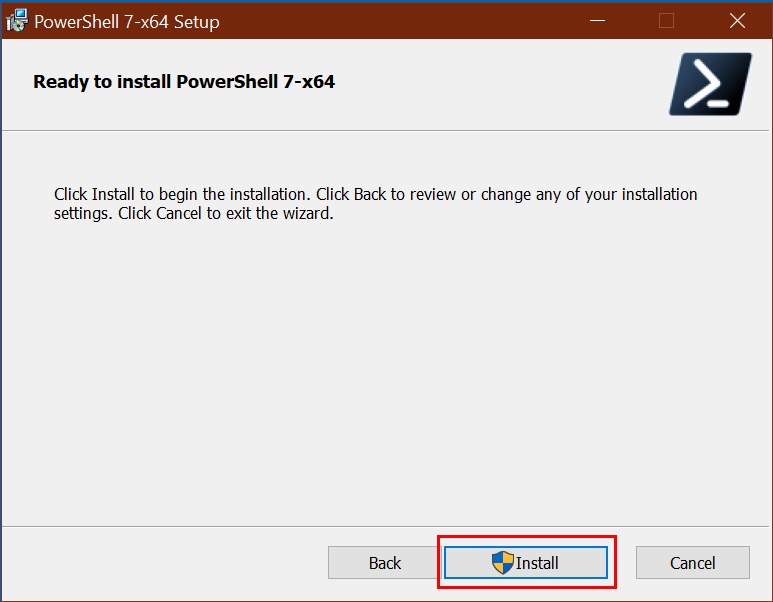 PowerShell 7-x64 Setup
Ready to install PowerShell 7-x64
Click Install to begin the installation. Click Back to review or change any of your installation
settings. Click Cancel to exit the wizard.
Back
Install
Cancel